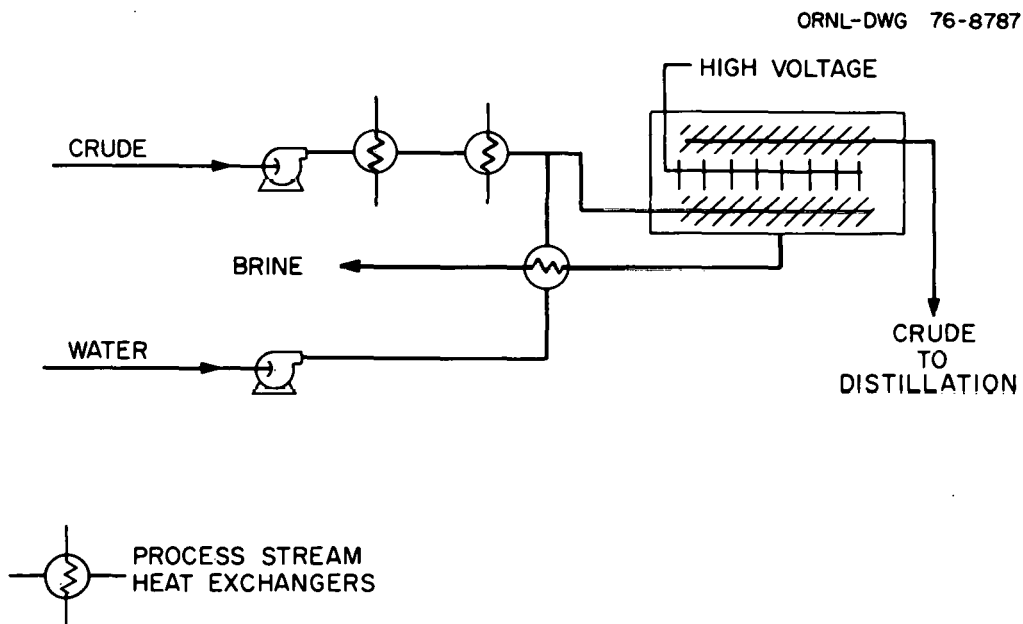 ORNL-DWG 76-8787
HIGH VOLTAGE
CRUDE
BRINE
WATER
CRUDE
TO
DISTILLATION
PROCESS STREAM
HEAT EXCHANGERS